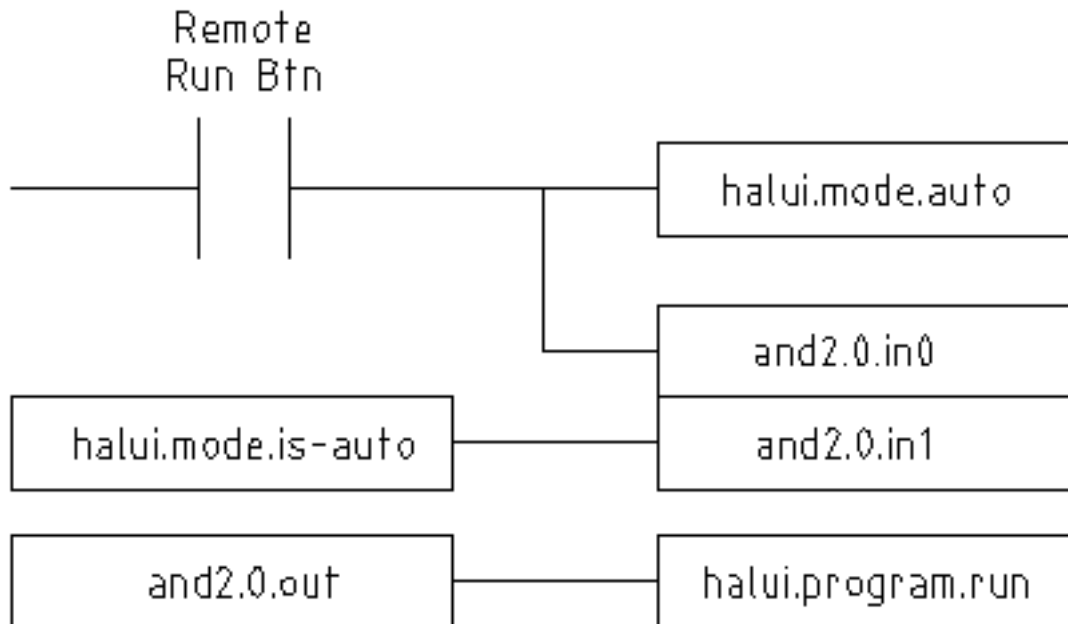 Remote
Run Btn
halui.mode.auto
and2.0.in0
halui.mode.is-auto
and2.0.in1
and2.0.out
halui.program.run